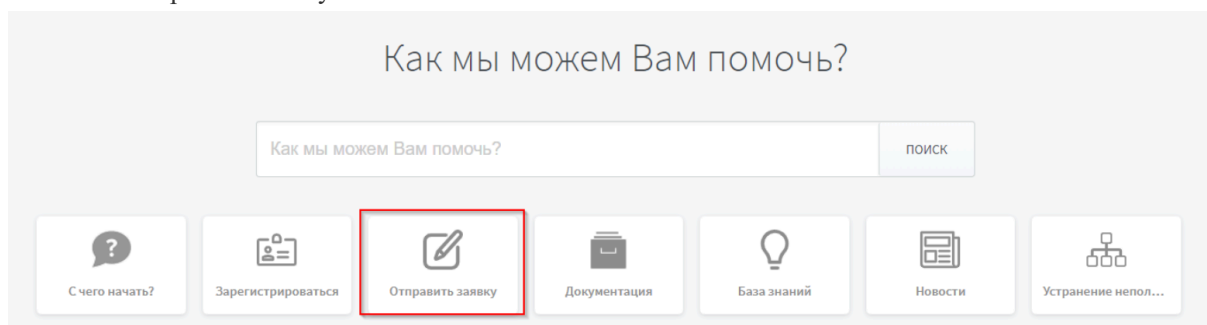 Как мы можем Вам помочь?
Как мы можем Вам помочь?
поиск
С чего начать?
Зарегистрироваться
Отправить заявку
Документация
База знаний
Новости
Устранение непол...